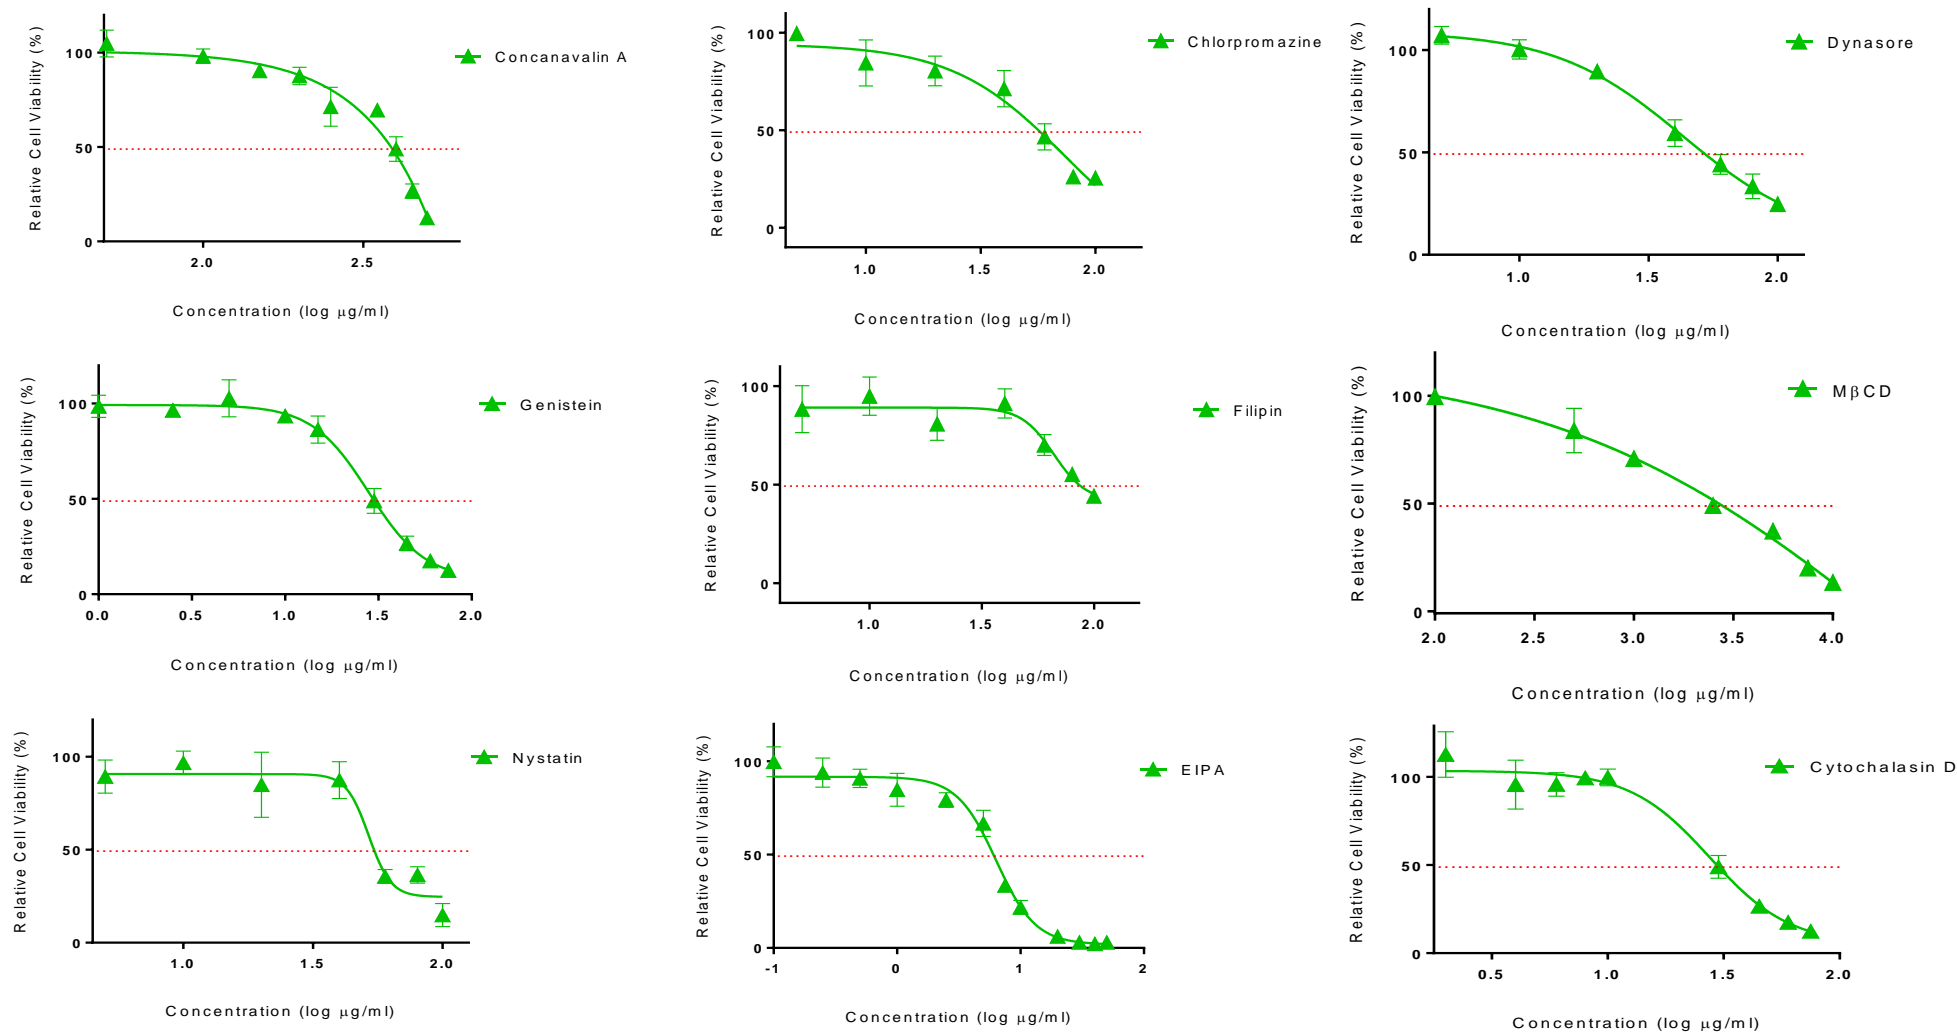 Relative Cell Viability (%)
100
50
0
2.0 2.5
Concentration (log μg/ml)
Concanavalin A
Relative Cell Viability (%)
100
50
0
1.0 1.5 2.0
Concentration (log μg/ml)
Chlorpromazine
Relative Cell Viability (%)
100
50
0
1.0 1.5 2.0
Concentration (log μg/ml)
Dynasore
Relative Cell Viability (%)
100
50
0
0.0 0.5 1.0 1.5 2.0
Concentration (log μg/ml)
Genistein
Relative Cell Viability (%)
100
50
0
1.0 1.5 2.0
Concentration (log μg/ml)
Filipin
Relative Cell Viability (%)
100
50
0
2.0 2.5 3.0 3.5 4.0
Concentration (log μg/ml)
MβCD
Relative Cell Viability (%)
100
50
0
1.0 1.5 2.0
Concentration (log μg/ml)
Nystatin
Relative Cell Viability (%)
100
50
0
-1 0 1 2
Concentration (log μg/ml)
EIPA
Relative Cell Viability (%)
100
50
0
0.5 1.0 1.5 2.0
Concentration (log μg/ml)
Cytochalasin D